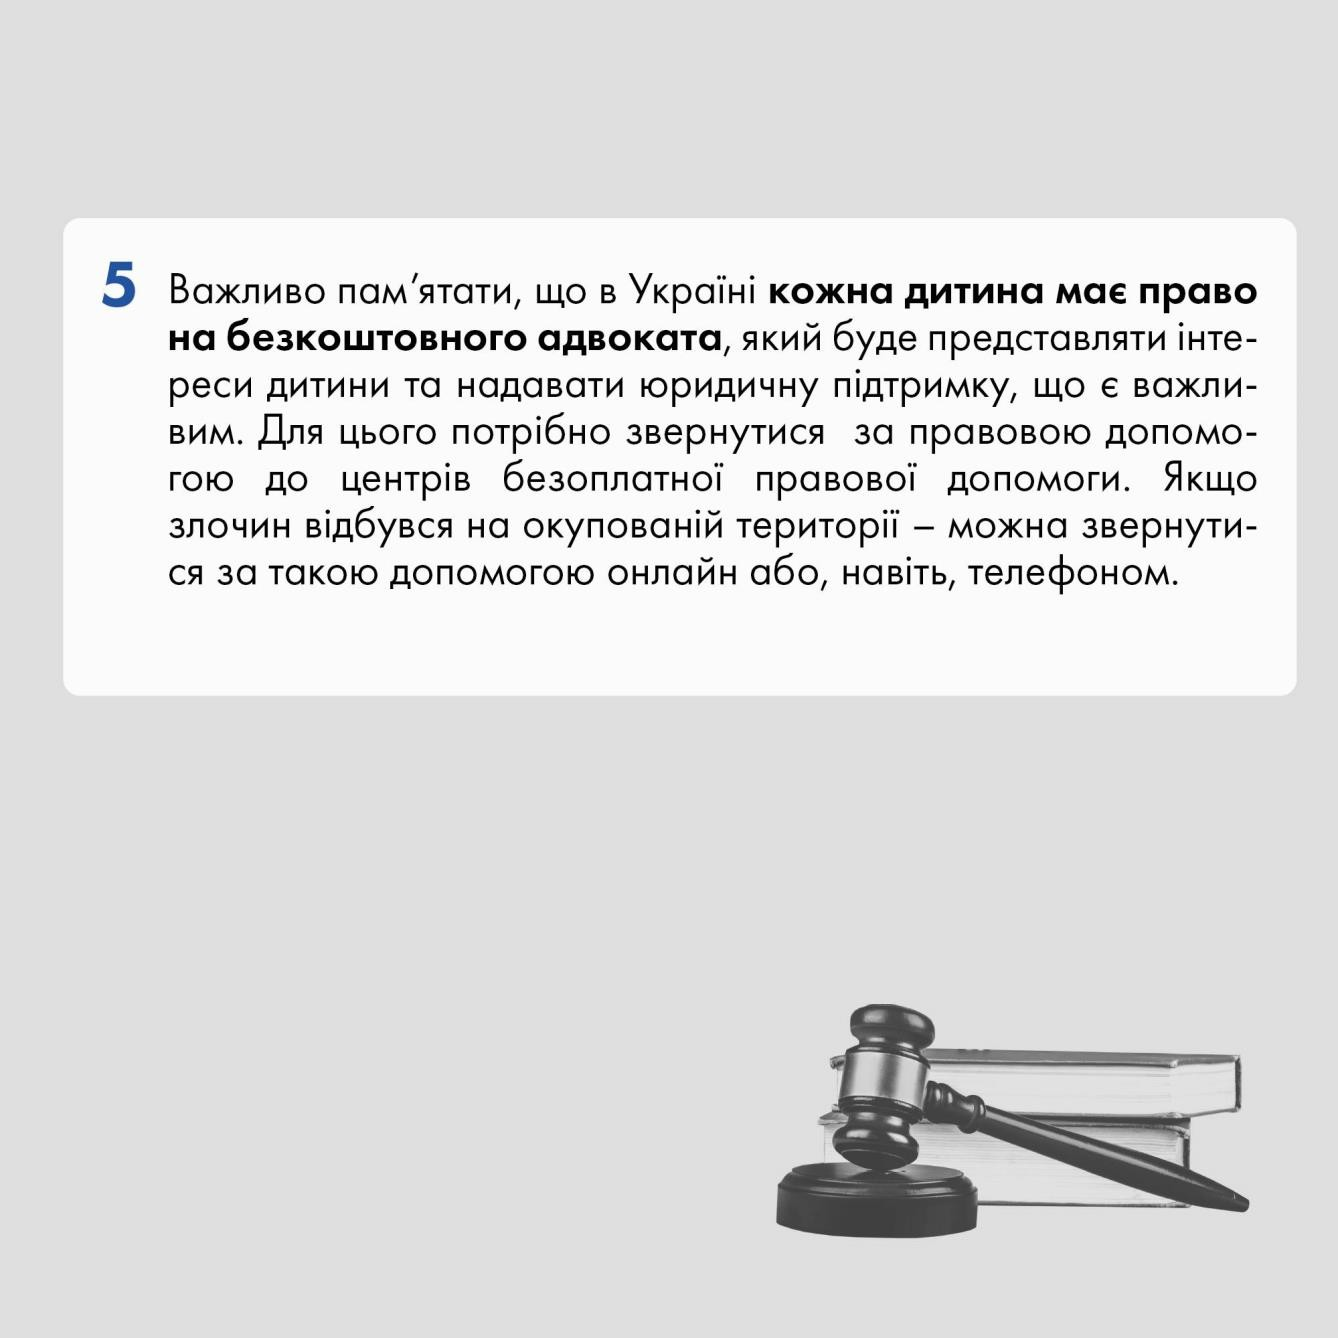 5 Важливо пам’ятати, що в Україні кожна дитина має право
на безкоштовного адвоката, який буде представляти інте-
реси дитини та надавати юридичну підтримку, що є важли-
вим. Для цього потрібно звернутися за правовою допомо-
гою до центрів безоплатної правової допомоги. Якщо
злочин відбувся на окупованій території – можна звернути-
ся за такою допомогою онлайн або, навіть, телефоном.